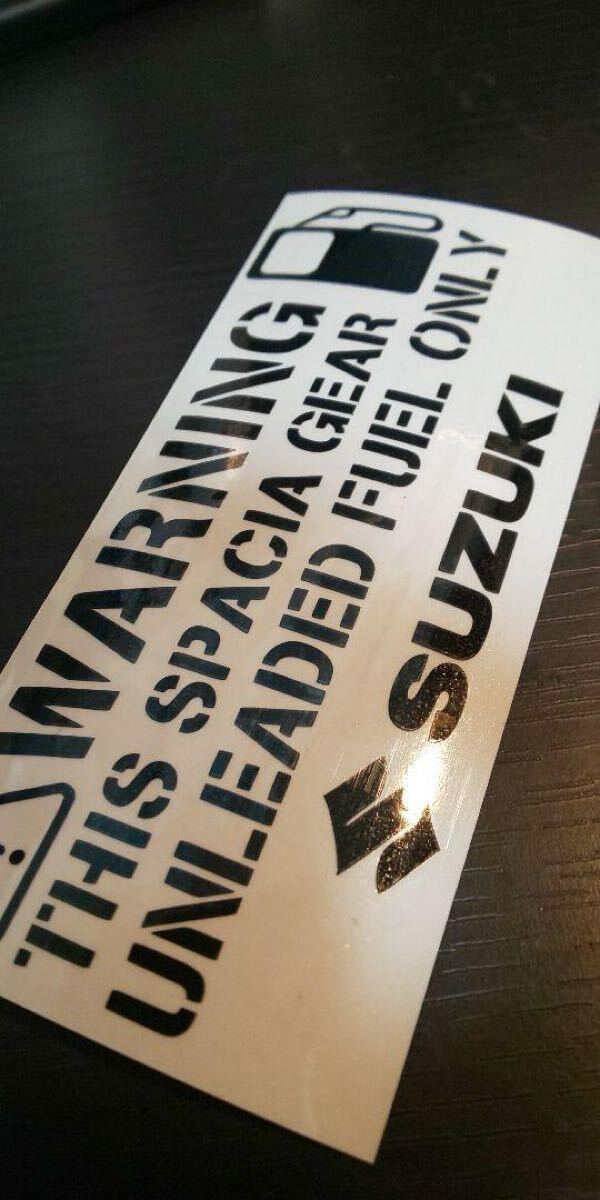 WARNING
THIS SPACIA GEAR
UNLEADED FUEL ONLY
SUZUKI